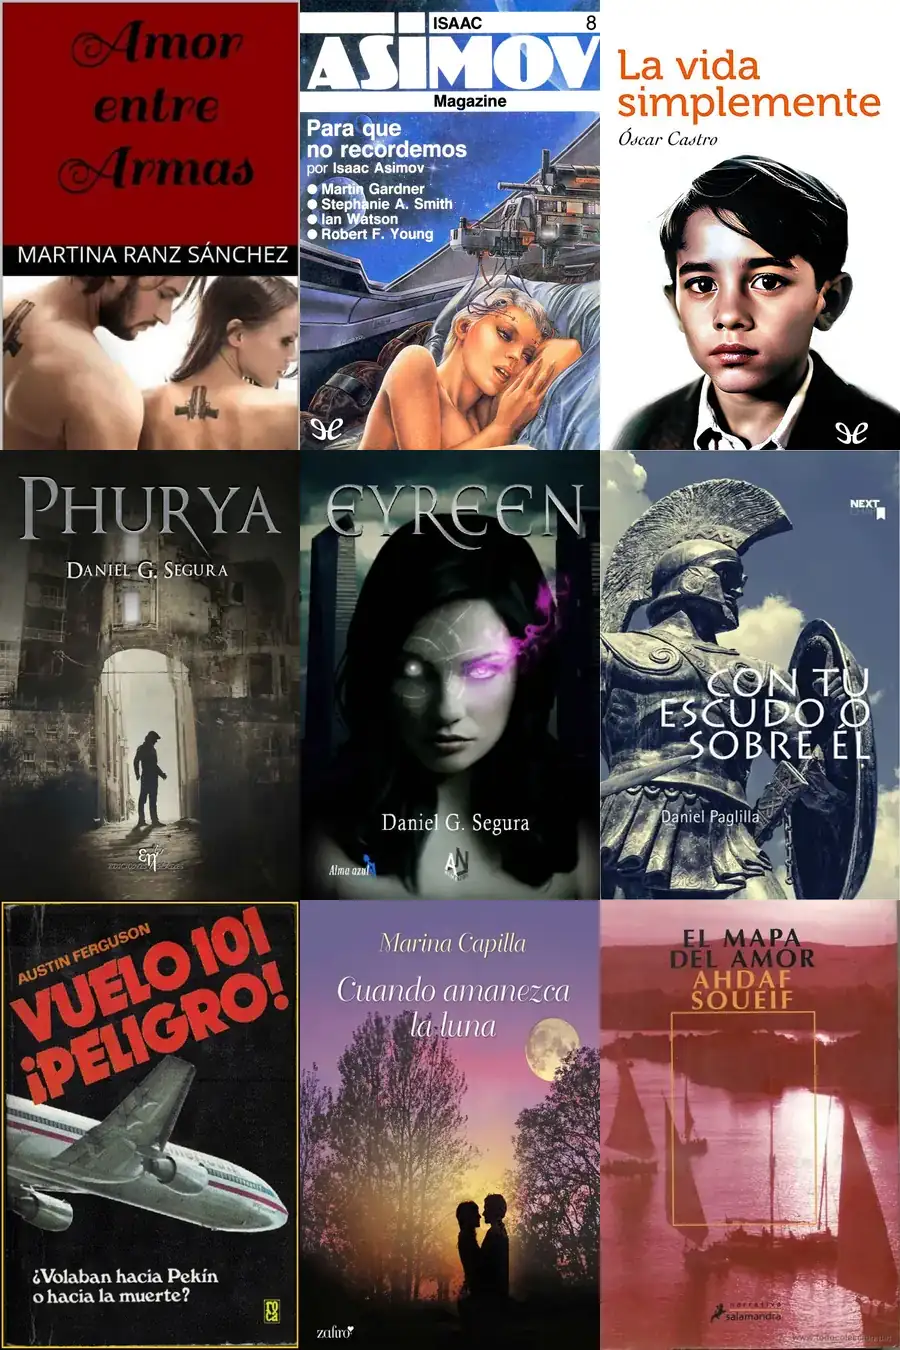 Amor
entre
Armas
MARTINA RANZ SÁNCHEZ
ISAAC
8
ASIMOV
Magazine
Para que
no recordemos
por Isaac Asimov
Martin Gardner
Stephanie A. Smith
Ian Watson
Robert F. Young
La vida
simplemente
Óscar Castro
PHURYA
DANIEL G. SEGURA
EYREEN
Daniel G. Segura
Alma azul
AN
NEXT
CON TU
ESCUDO O
SOBRE ÉL
Daniel Paglilla
AUSTIN FERGUSON
VUELO 101
¡PELIGRO!
¿Volaban hacia Pekín
o hacia la muerte?
roca
Marina Capilla
Cuando amanezca
la luna
zafiro
EL MAPA
DEL AMOR
AHDAF
SOUEIF
narrativa
salamandra